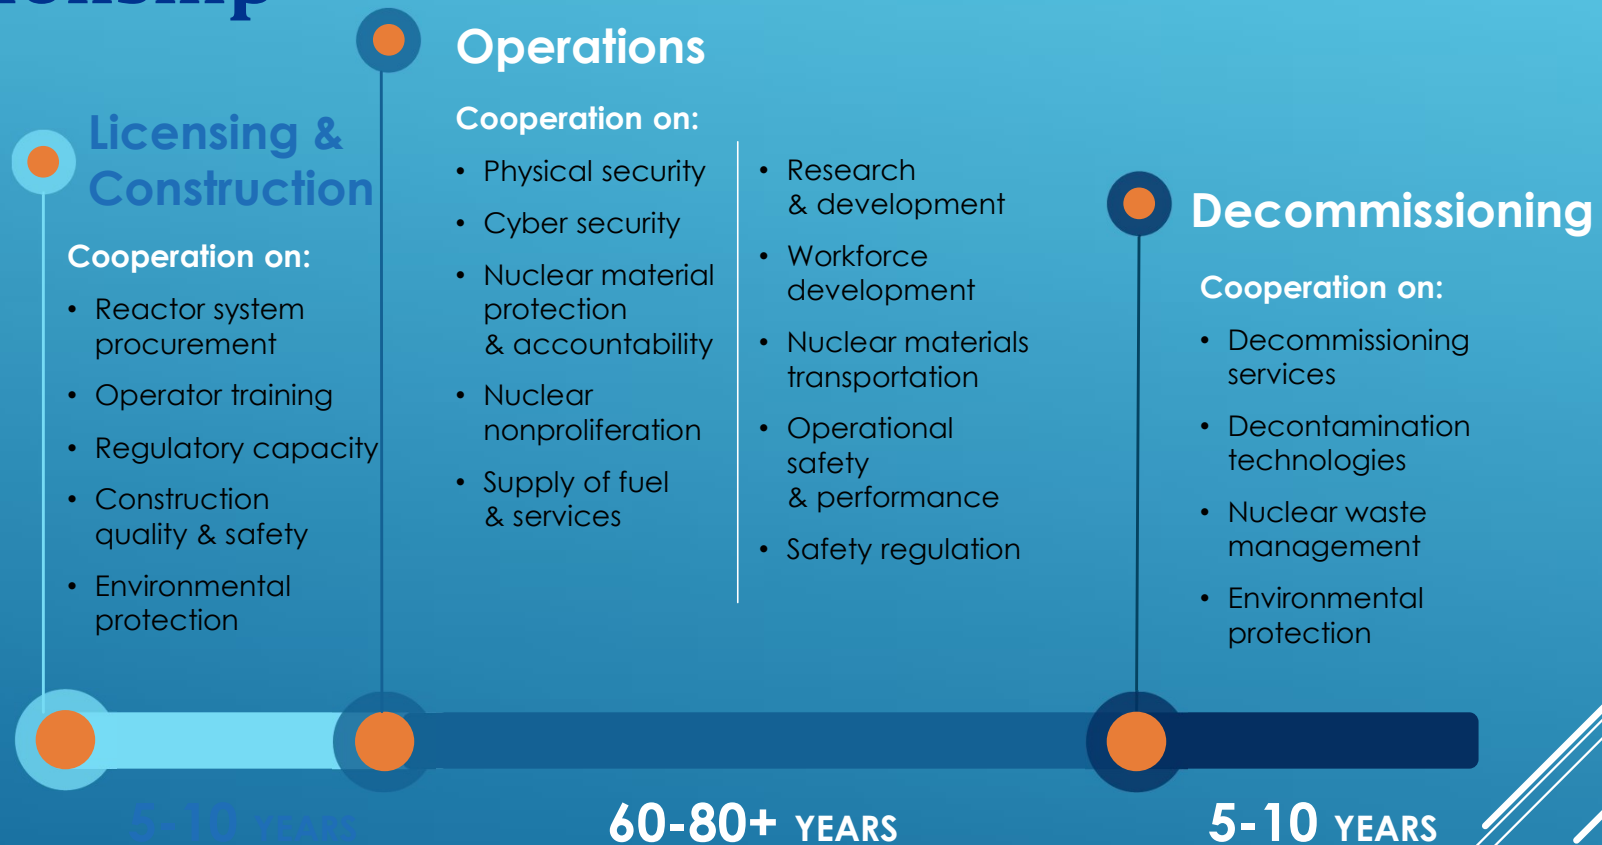 Licensing &
Construction
Cooperation on:
• Reactor system
procurement
• Operator training
• Regulatory capacity
• Construction
quality & safety
• Environmental
protection
5-10 YEARS
Operations
Cooperation on:
• Physical security
• Cyber security
• Nuclear material
protection
& accountability
• Nuclear
nonproliferation
• Supply of fuel
& services
• Research
& development
• Workforce
development
• Nuclear materials
transportation
• Operational
safety
& performance
• Safety regulation
60-80+ YEARS
Decommissioning
Cooperation on:
• Decommissioning
services
• Decontamination
technologies
• Nuclear waste
management
• Environmental
protection
5-10 YEARS